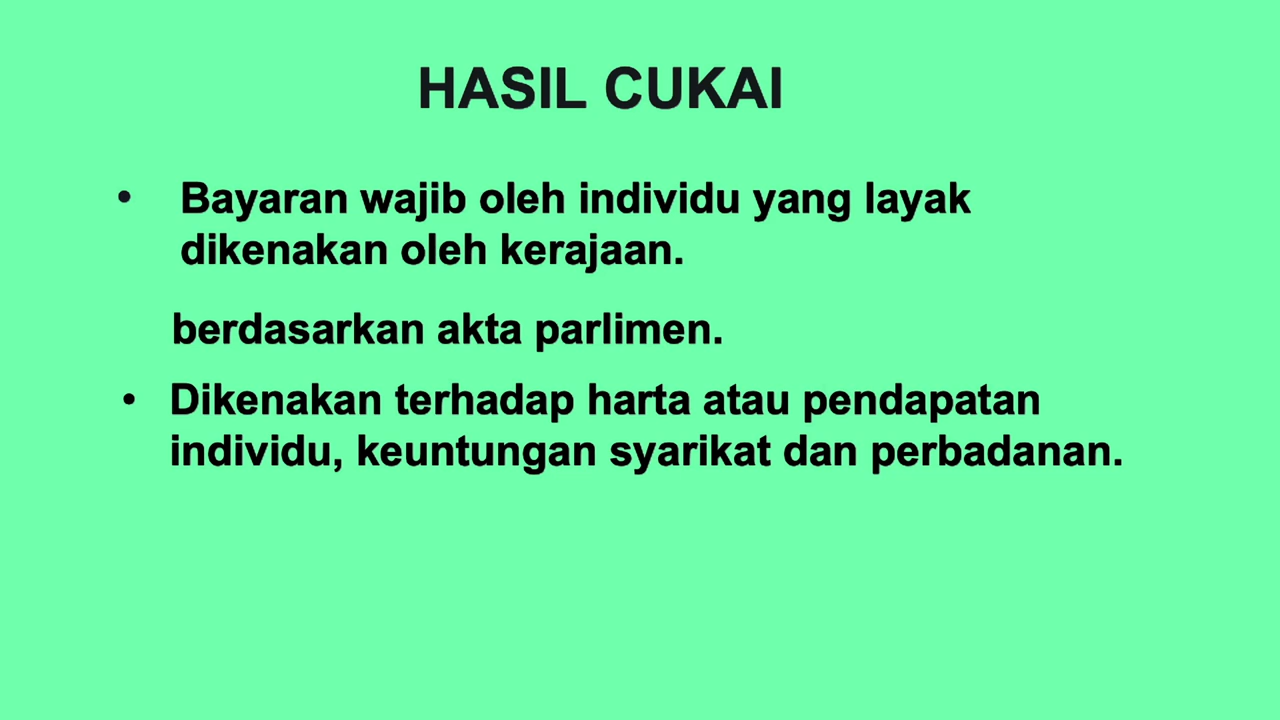 HASIL CUKAI
• Bayaran wajib oleh individu yang layak
dikenakan oleh kerajaan.
berdasarkan akta parlimen.
• Dikenakan terhadap harta atau pendapatan
individu, keuntungan syarikat dan perbadanan.